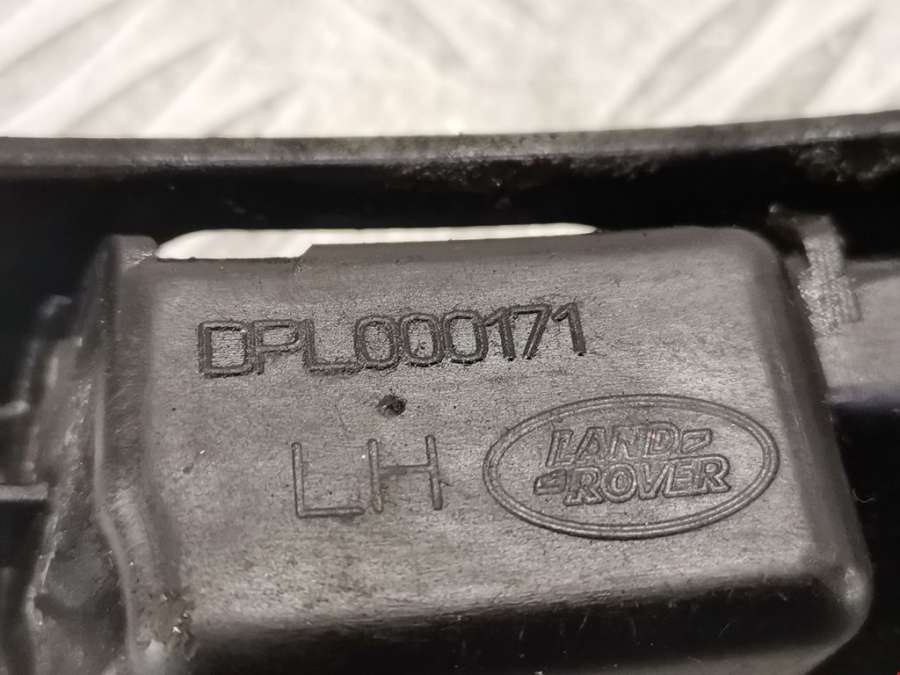 DPL000171
LH
LAND
ROVER